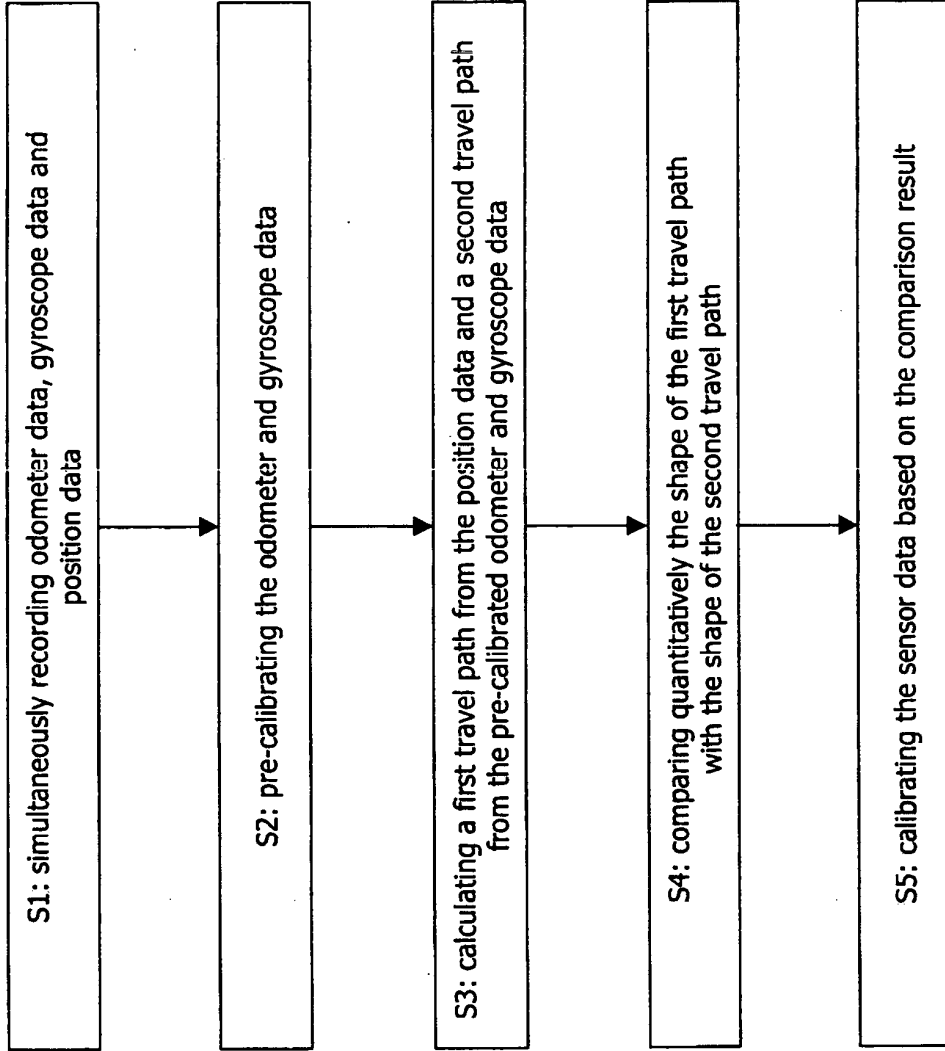 S1: simultaneously recording odometer data, gyroscope data and
position data
S2: pre-calibrating the odometer and gyroscope data
S3: calculating a first travel path from the position data and a second travel path
from the pre-calibrated odometer and gyroscope data
S4: comparing quantitatively the shape of the first travel path
with the shape of the second travel path
S5: calibrating the sensor data based on the comparison result